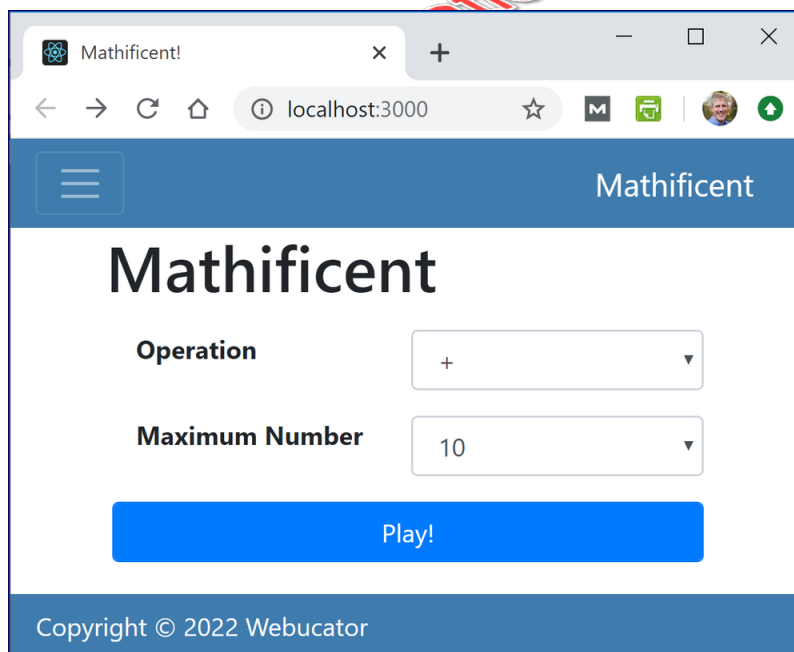 Mathificent!
localhost:3000
Mathificent
Mathificent
Operation
+
Maximum Number
10
Play!
Copyright © 2022 Webucator